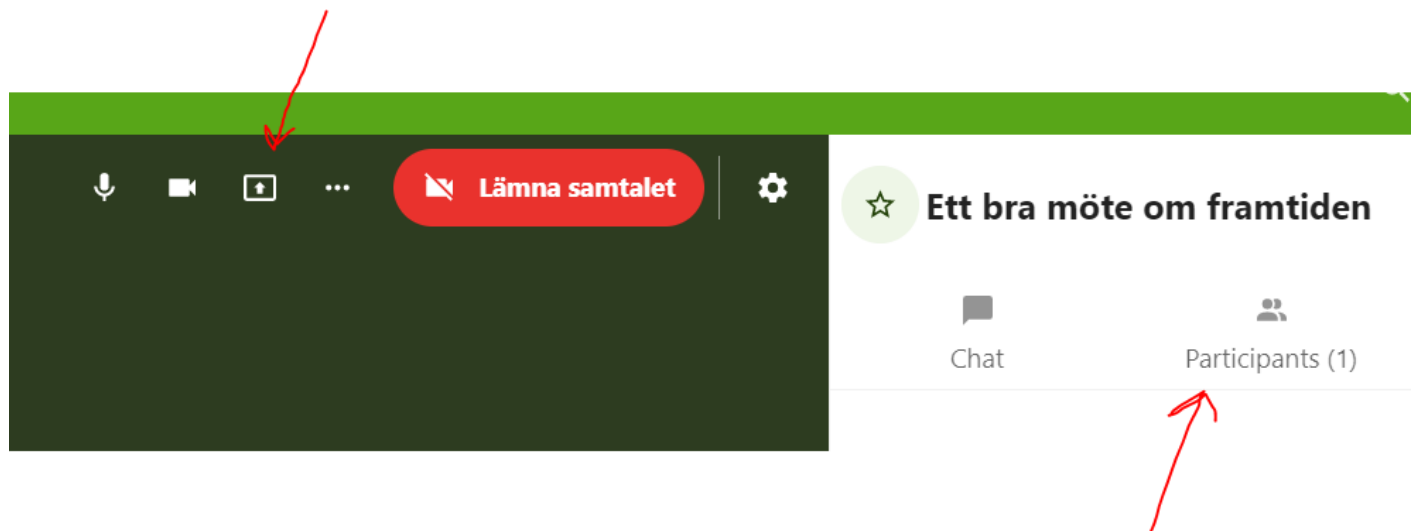 Lämna samtalet
Ett bra möte om framtiden
Chat
Participants (1)